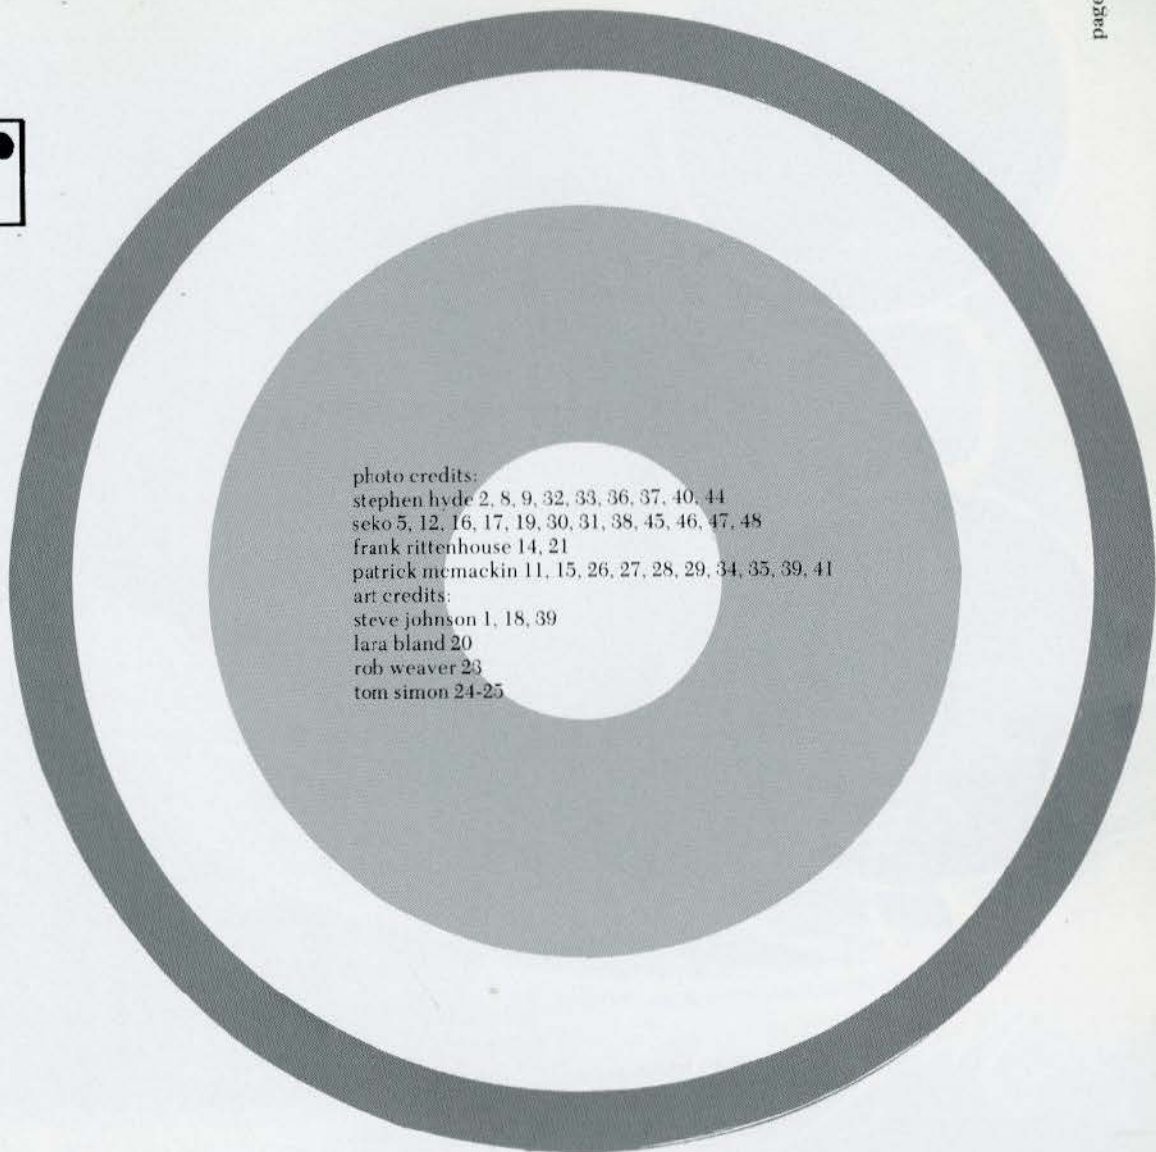 photo credits:
stephen hyde 2, 8, 9, 32, 33, 36, 37, 40, 44
seko 5, 12, 16, 17, 19, 30, 31, 38, 45, 46, 47, 48
frank rittenhouse 14, 21
patrick mcmackin 11, 15, 26, 27, 28, 29, 34, 35, 39, 41
art credits:
steve johnson 1, 18, 39
lara bland 20
rob weaver 23
tom simon 24-25